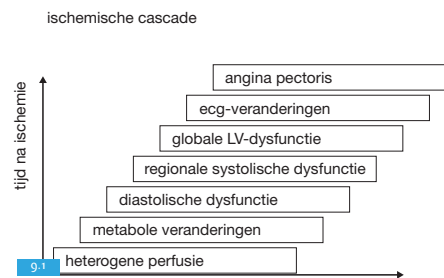 ischemische cascade
angina pectoris
ecg-veranderingen
globale LV-dysfunctie
regionale systolische dysfunctie
diastolische dysfunctie
metabole veranderingen
heterogene perfusie
tijd na ischemie
9.1